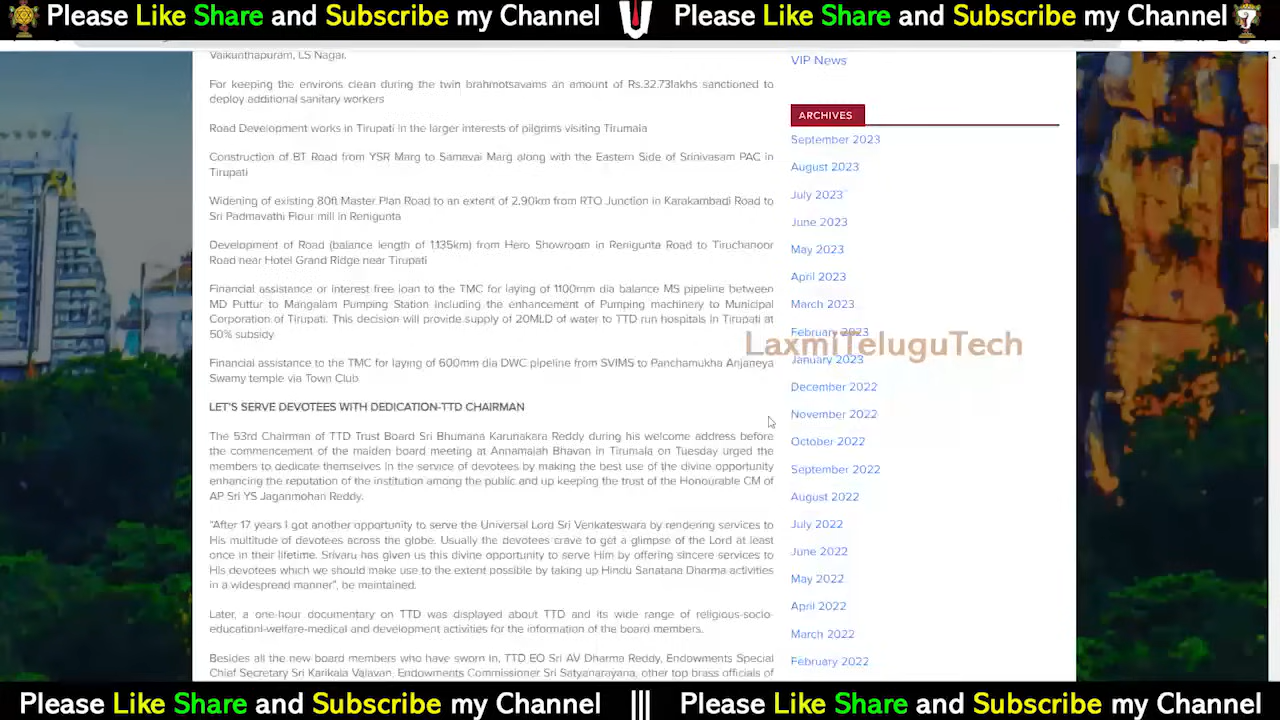 Please Like Share and Subscribe my Channel
Please Like Share and Subscribe my Channel
Vaikunthapuram, LS Nagar.
For keeping the environs clean during the twin brahmotsavams an amount of Rs.32.73lakhs sanctioned to
deploy additional sanitary workers
Road Development works in Tirupati in the larger interests of pilgrims visiting Tirumala
Construction of BT Road from YSR Marg to Samavai Marg along with the Eastern Side of Srinivasam PAC in
Tirupati
Widening of existing 80ft Master Plan Road to an extent of 2.90km from RTO Junction in Karakambadi Road to
Sri Padmavathi Flour mill in Renigunta
Development of Road (balance length of 1.135km) from Hero Showroom in Renigunta Road to Tiruchanoor
Road near Hotel Grand Ridge near Tirupati
Financial assistance or interest free loan to the TMC for laying of 1100mm dia balance MS pipeline between
MD Puttur to Mangalam Pumping Station including the enhancement of Pumping machinery to Municipal
Corporation of Tirupati. This decision will provide supply of 20MLD of water to TTD run hospitals in Tirupati at
50% subsidy
Financial assistance to the TMC for laying of 600mm dia DWC pipeline from SVIMS to Panchamukha Anjaneya
Swamy temple via Town Club
LET'S SERVE DEVOTEES WITH DEDICATION-TTD CHAIRMAN
The 53rd Chairman of TTD Trust Board Sri Bhumana Karunakara Reddy during his welcome address before
the commencement of the maiden board meeting at Annamaiah Bhavan in Tirumala on Tuesday urged the
members to dedicate themselves in the service of devotees by making the best use of the divine opportunity
enhancing the reputation of the institution among the public and up keeping the trust of the Honourable CM of
AP Sri YS Jaganmohan Reddy.
"After 17 years I got another opportunity to serve the Universal Lord Sri Venkateswara by rendering services to
His multitude of devotees across the globe. Usually the devotees crave to get a glimpse of the Lord at least
once in their lifetime. Srivaru has given us this divine opportunity to serve Him by offering sincere services to
His devotees which we should make use to the extent possible by taking up Hindu Sanatana Dharma activities
in a widespread manner", be maintained.
Later, a one-hour documentary on TTD was displayed about TTD and its wide range of religious-socio-
educationl-welfare-medical and development activities for the information of the board members.
Besides all the new board members who have sworn in, TTD EO Sri AV Dharma Reddy, Endowments Special
Chief Secretary Sri Karikala Valavan, Endowments Commissioner Sri Satyanarayana, other top brass officials of
VIP News
ARCHIVES
September 2023
August 2023
July 2023
June 2023
May 2023
April 2023
March 2023
February 2023
LaxmiTeluguTech
January 2023
December 2022
November 2022
October 2022
September 2022
August 2022
July 2022
June 2022
May 2022
April 2022
March 2022
February 2022
Please Like Share and Subscribe my Channel
|||
Please Like Share and Subscribe my Channel